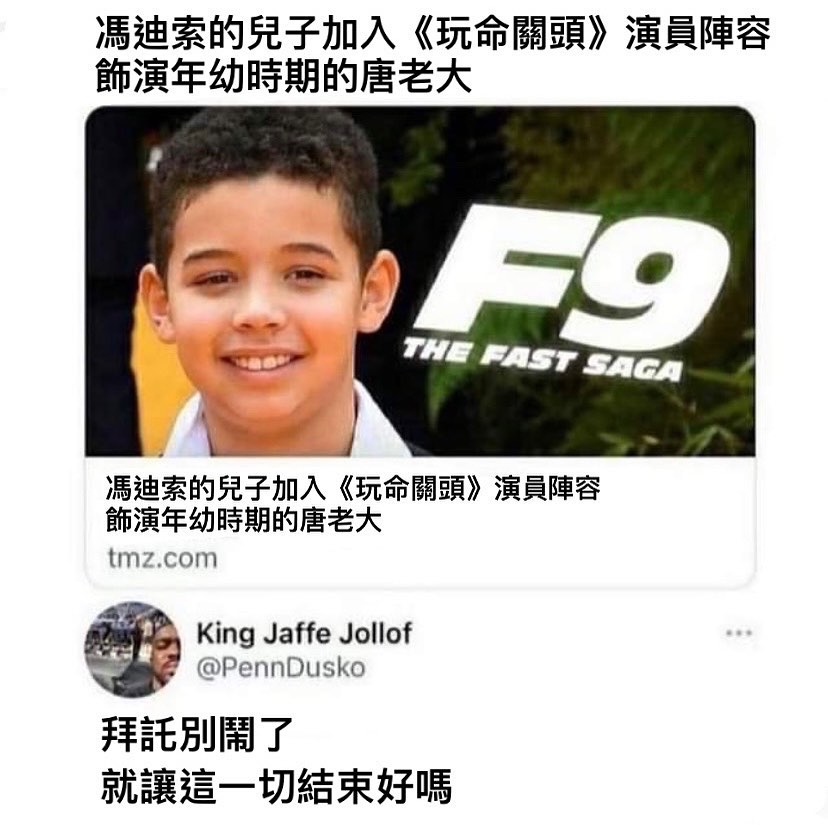 馮迪索的兒子加入《玩命關頭》演員陣容
飾演年幼時期的唐老大
F9
THE FAST SAGA
馮迪索的兒子加入《玩命關頭》演員陣容
飾演年幼時期的唐老大
tmz.com
King Jaffe Jollof
@PennDusko
拜託別鬧了
就讓這一切結束好嗎